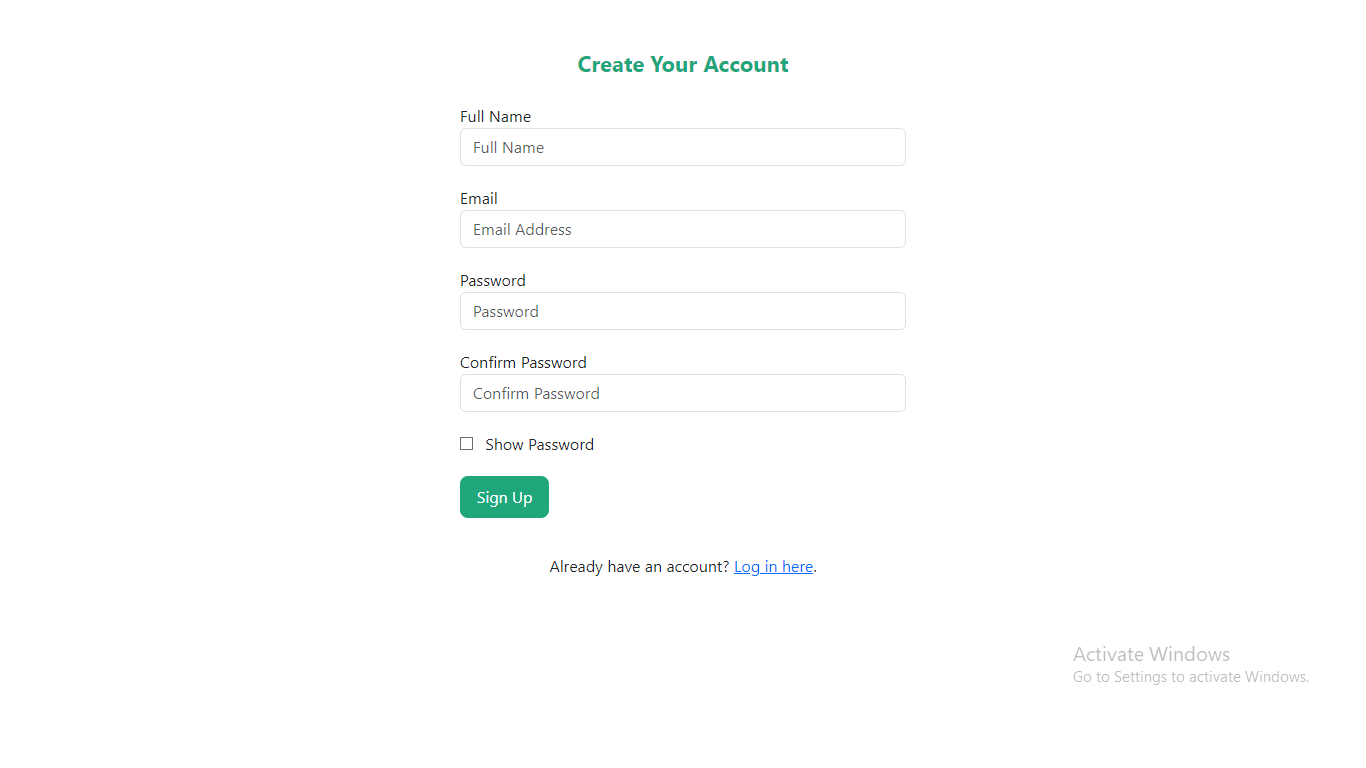 Create Your Account
Full Name
Full Name
Email
Email Address
Password
Password
Confirm Password
Confirm Password
Show Password
Sign Up
Already have an account? Log in here.
Activate Windows
Go to Settings to activate Windows.